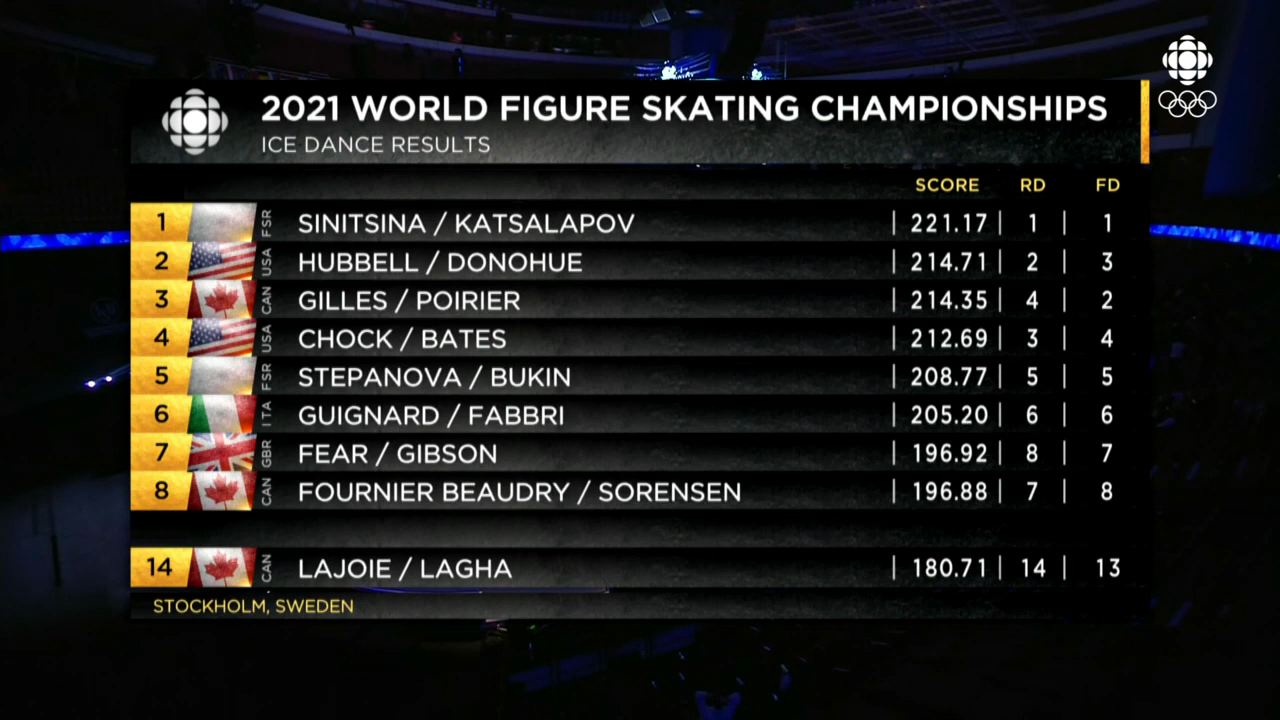 2021 WORLD FIGURE SKATING CHAMPIONSHIPS
ICE DANCE RESULTS
SCORE RD FD
1 FSR SINITSINA / KATSALAPOV | 221.17 | 1 | 1
2 USA HUBBELL / DONOHUE | 214.71 | 2 | 3
3 CAN GILLES / POIRIER | 214.35 | 4 | 2
4 USA CHOCK / BATES | 212.69 | 3 | 4
5 FSR STEPANOVA / BUKIN | 208.77 | 5 | 5
6 ITA GUIGNARD / FABBRI | 205.20 | 6 | 6
7 GBR FEAR / GIBSON | 196.92 | 8 | 7
8 CAN FOURNIER BEAUDRY / SORENSEN | 196.88 | 7 | 8
14 CAN LAJOIE / LAGHA | 180.71 | 14 | 13
STOCKHOLM, SWEDEN